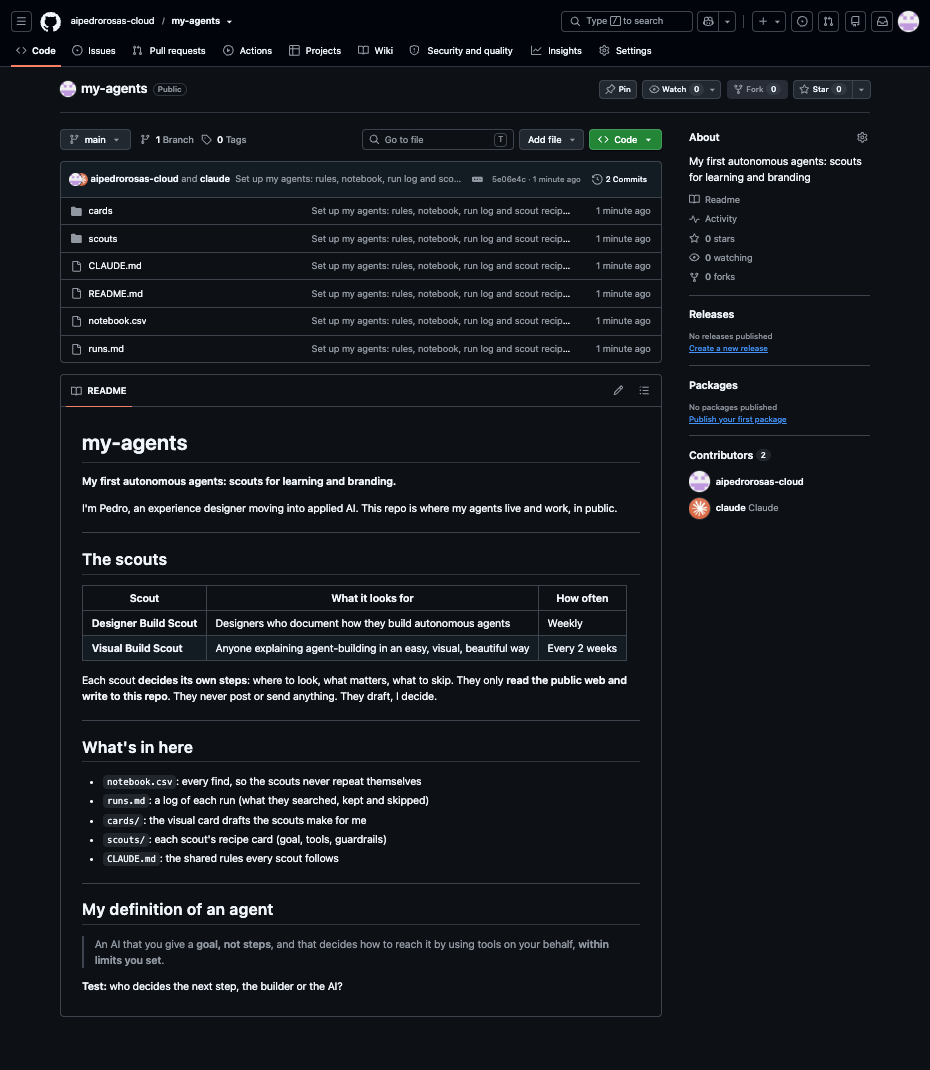 aipedrorosas-cloud / my-agents
Type / to search
Code Issues Pull requests Actions Projects Wiki Security and quality Insights Settings
my-agents Public
Pin Watch 0 Fork 0 Star 0
main 1 Branch 0 Tags
Go to file T Add file Code
aipedrorosas-cloud and claude Set up my agents: rules, notebook, run log and sco... 5e06e4c · 1 minute ago 2 Commits
cards Set up my agents: rules, notebook, run log and scout recip... 1 minute ago
scouts Set up my agents: rules, notebook, run log and scout recip... 1 minute ago
CLAUDE.md Set up my agents: rules, notebook, run log and scout recip... 1 minute ago
README.md Set up my agents: rules, notebook, run log and scout recip... 1 minute ago
notebook.csv Set up my agents: rules, notebook, run log and scout recip... 1 minute ago
runs.md Set up my agents: rules, notebook, run log and scout recip... 1 minute ago
README
my-agents
My first autonomous agents: scouts for learning and branding.
I'm Pedro, an experience designer moving into applied AI. This repo is where my agents live and work, in public.
The scouts
Scout What it looks for How often
Designer Build Scout Designers who document how they build autonomous agents Weekly
Visual Build Scout Anyone explaining agent-building in an easy, visual, beautiful way Every 2 weeks
Each scout decides its own steps: where to look, what matters, what to skip. They only read the public web and
write to this repo. They never post or send anything. They draft, I decide.
What's in here
• notebook.csv: every find, so the scouts never repeat themselves
• runs.md: a log of each run (what they searched, kept and skipped)
• cards/: the visual card drafts the scouts make for me
• scouts/: each scout's recipe card (goal, tools, guardrails)
• CLAUDE.md: the shared rules every scout follows
My definition of an agent
An AI that you give a goal, not steps, and that decides how to reach it by using tools on your behalf, within
limits you set.
Test: who decides the next step, the builder or the AI?
About
My first autonomous agents: scouts
for learning and branding
Readme
Activity
0 stars
0 watching
0 forks
Releases
No releases published
Create a new release
Packages
No packages published
Publish your first package
Contributors 2
aipedrorosas-cloud
claude Claude